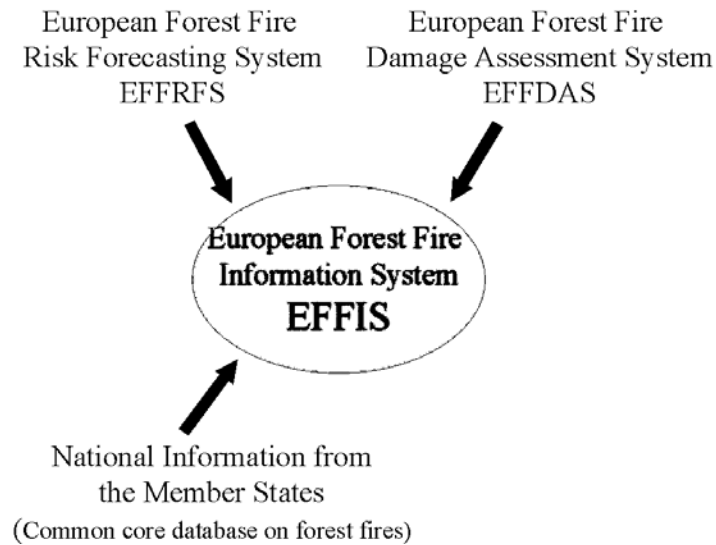 European Forest Fire
Risk Forecasting System
EFFRFS
European Forest Fire
Damage Assessment System
EFFDAS
European Forest Fire
Information System
EFFIS
National Information from
the Member States
(Common core database on forest fires)